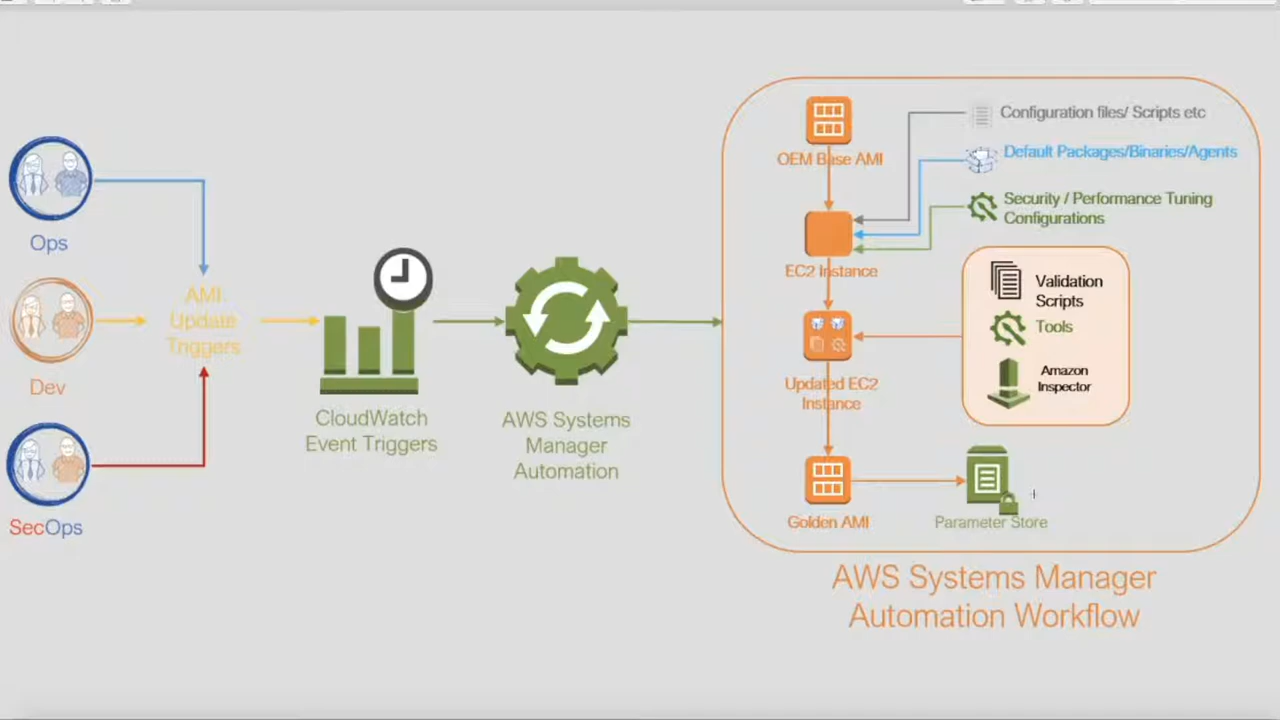 Ops
Dev
SecOps
AMI
Update
Triggers
CloudWatch
Event Triggers
AWS Systems
Manager
Automation
OEM Base AMI
Configuration files/ Scripts etc
Default Packages/Binaries/Agents
Security / Performance Tuning
Configurations
EC2 Instance
Validation
Scripts
Tools
Amazon
Inspector
Updated EC2
Instance
Golden AMI
Parameter Store
AWS Systems Manager
Automation Workflow